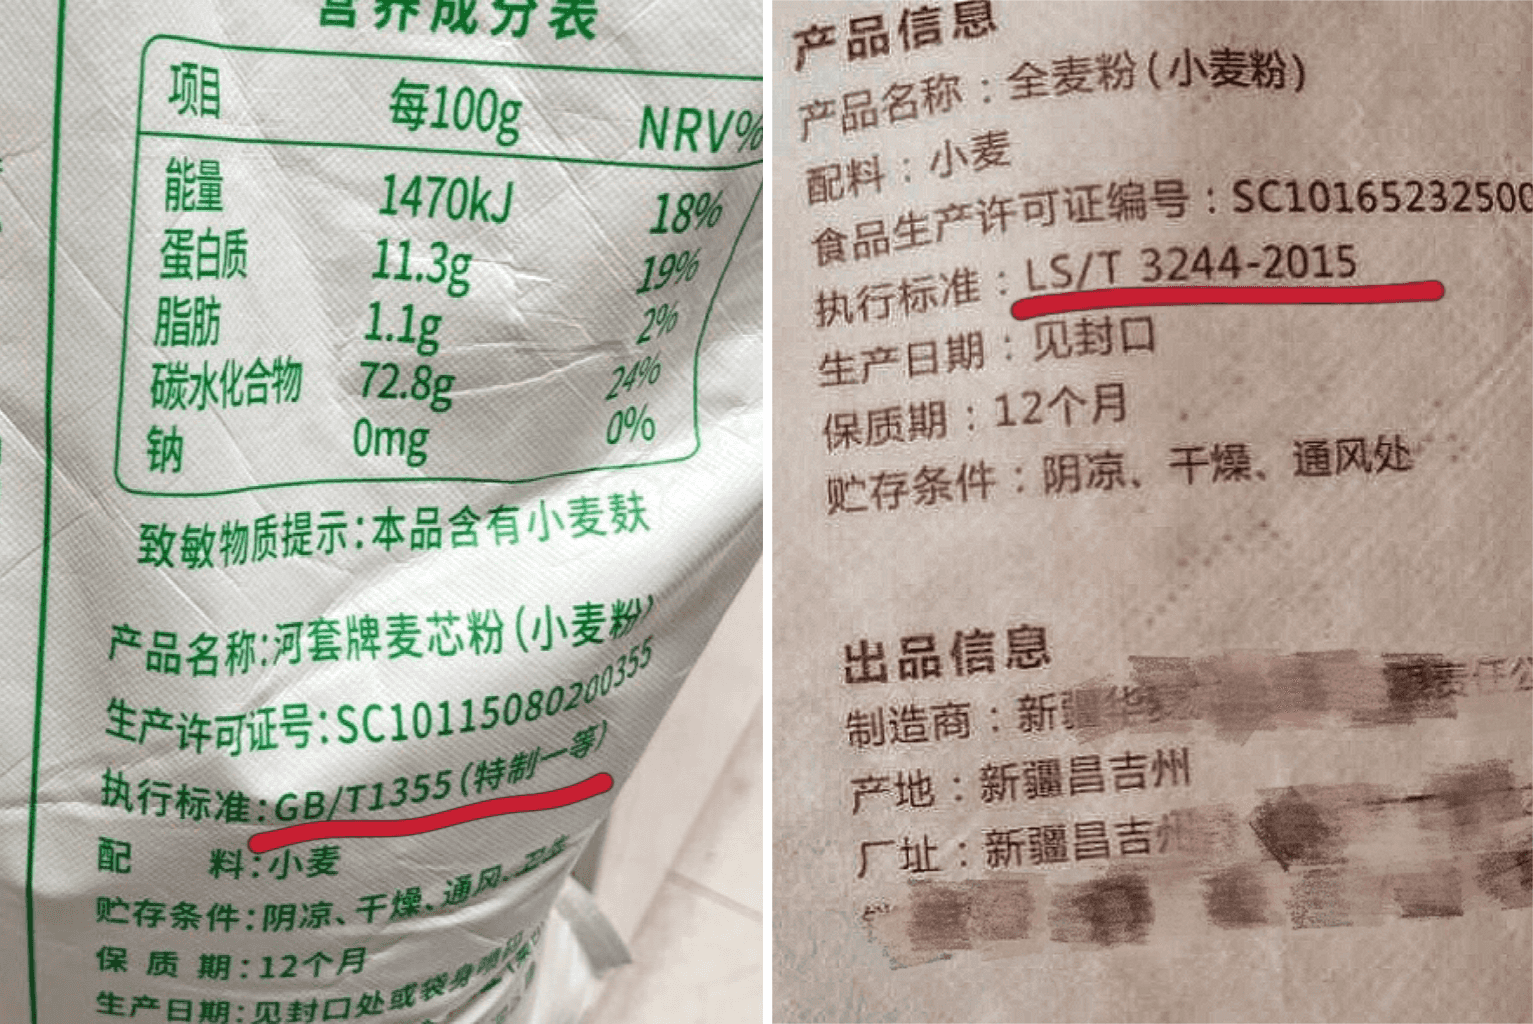 营养成分表
项目 每100g NRV%
能量 1470kJ 18%
蛋白质 11.3g 19%
脂肪 1.1g 2%
碳水化合物 72.8g 24%
钠 0mg 0%
致敏物质提示:本品含有小麦麸
产品名称:河套牌麦芯粉(小麦粉)
生产许可证号:SC10115080200355
执行标准:GB/T1355(特制一等)
配 料:小麦
贮存条件:阴凉、干燥、通风、卫生
保质期:12个月
生产日期:见封口处或袋身喷印
产品信息
产品名称:全麦粉(小麦粉)
配料:小麦
食品生产许可证编号:SC10165232500
执行标准:LS/T 3244-2015
生产日期:见封口
保质期:12个月
贮存条件:阴凉、干燥、通风处
出品信息
制造商:新疆华 责任公
产地:新疆昌吉州
厂址:新疆昌吉州